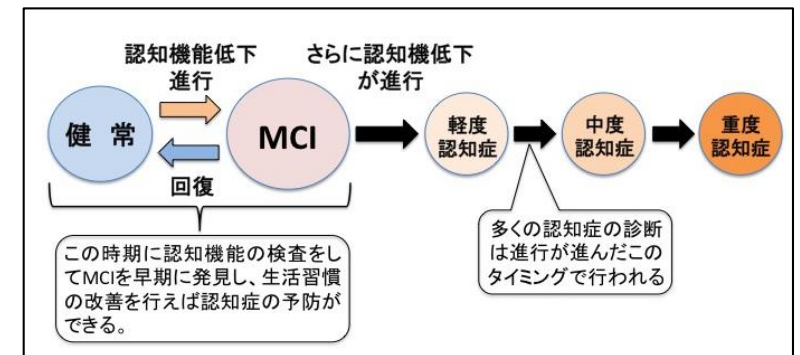 認知機能低下
進行
さらに認知機低下
が進行
健 常
MCI
回復
軽度
認知症
中度
認知症
重度
認知症
この時期に認知機能の検査をし
てMCIを早期に発見し、生活習慣
の改善を行えば認知症の予防が
できる。
多くの認知症の診断
は進行が進んだこの
タイミングで行われる